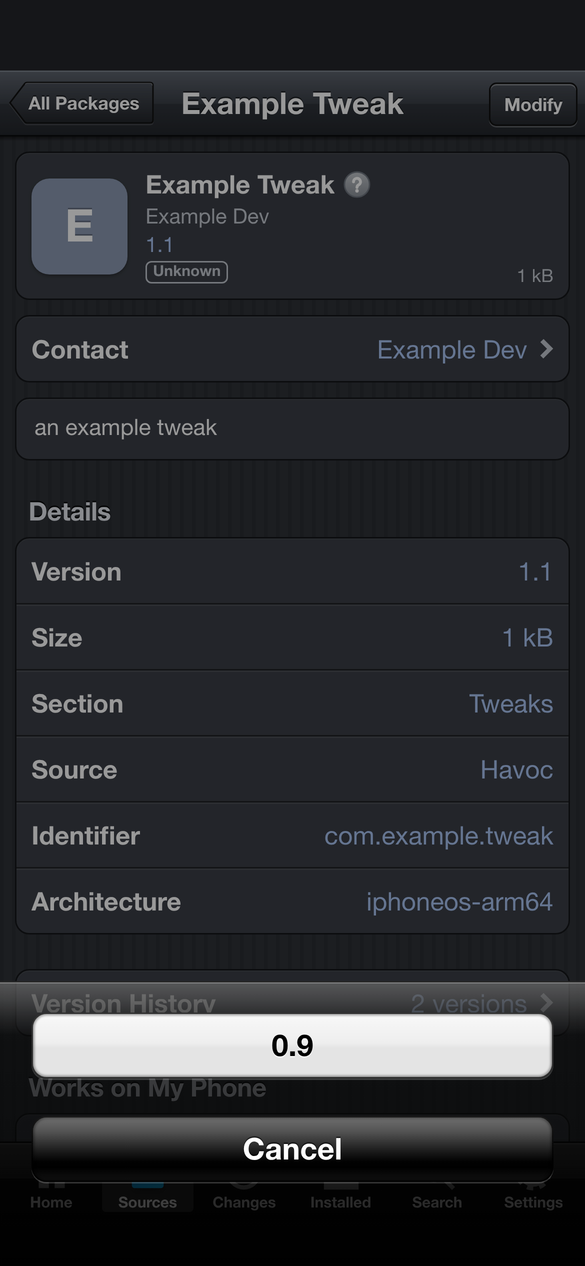 All Packages
Example Tweak
Modify
E
Example Tweak ?
Example Dev
1.1
Unknown
1 kB
Contact Example Dev
an example tweak
Details
Version 1.1
Size 1 kB
Section Tweaks
Source Havoc
Identifier com.example.tweak
Architecture iphoneos-arm64
Version History 2 versions
0.9
Works on My Phone
Cancel
Home Sources Changes Installed Search Settings